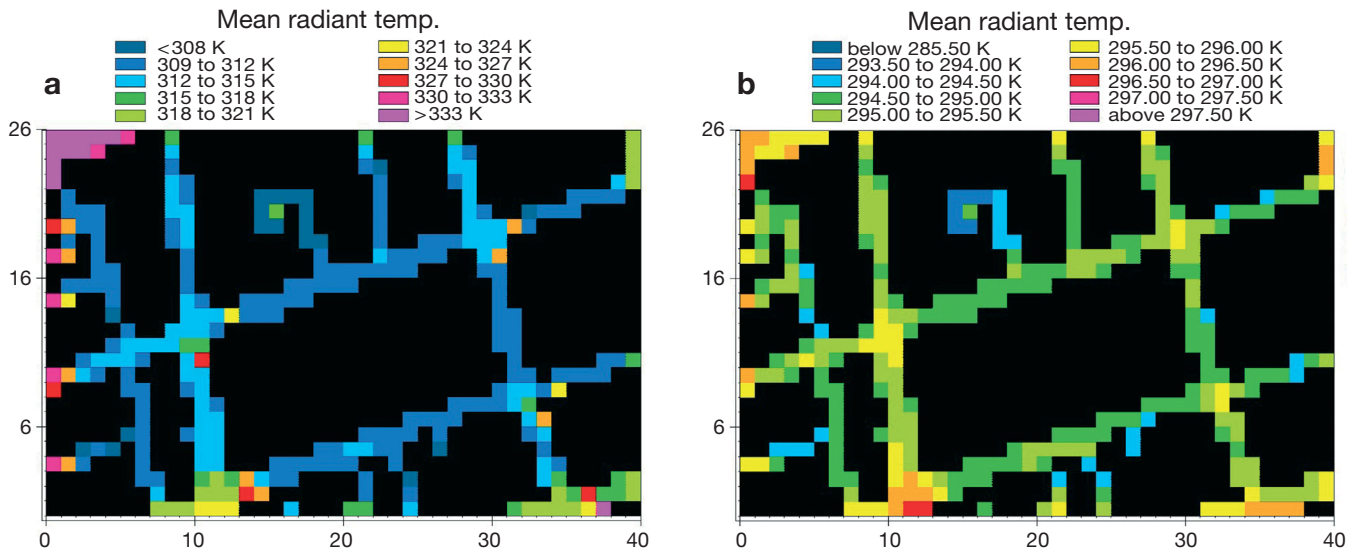 Mean radiant temp.
<308 K
309 to 312 K
312 to 315 K
315 to 318 K
318 to 321 K
321 to 324 K
324 to 327 K
327 to 330 K
330 to 333 K
>333 K
a
26
16
6
0
10
20
30
40
Mean radiant temp.
below 285.50 K
293.50 to 294.00 K
294.00 to 294.50 K
294.50 to 295.00 K
295.00 to 295.50 K
295.50 to 296.00 K
296.00 to 296.50 K
296.50 to 297.00 K
297.00 to 297.50 K
above 297.50 K
b
26
16
6
0
10
20
30
40